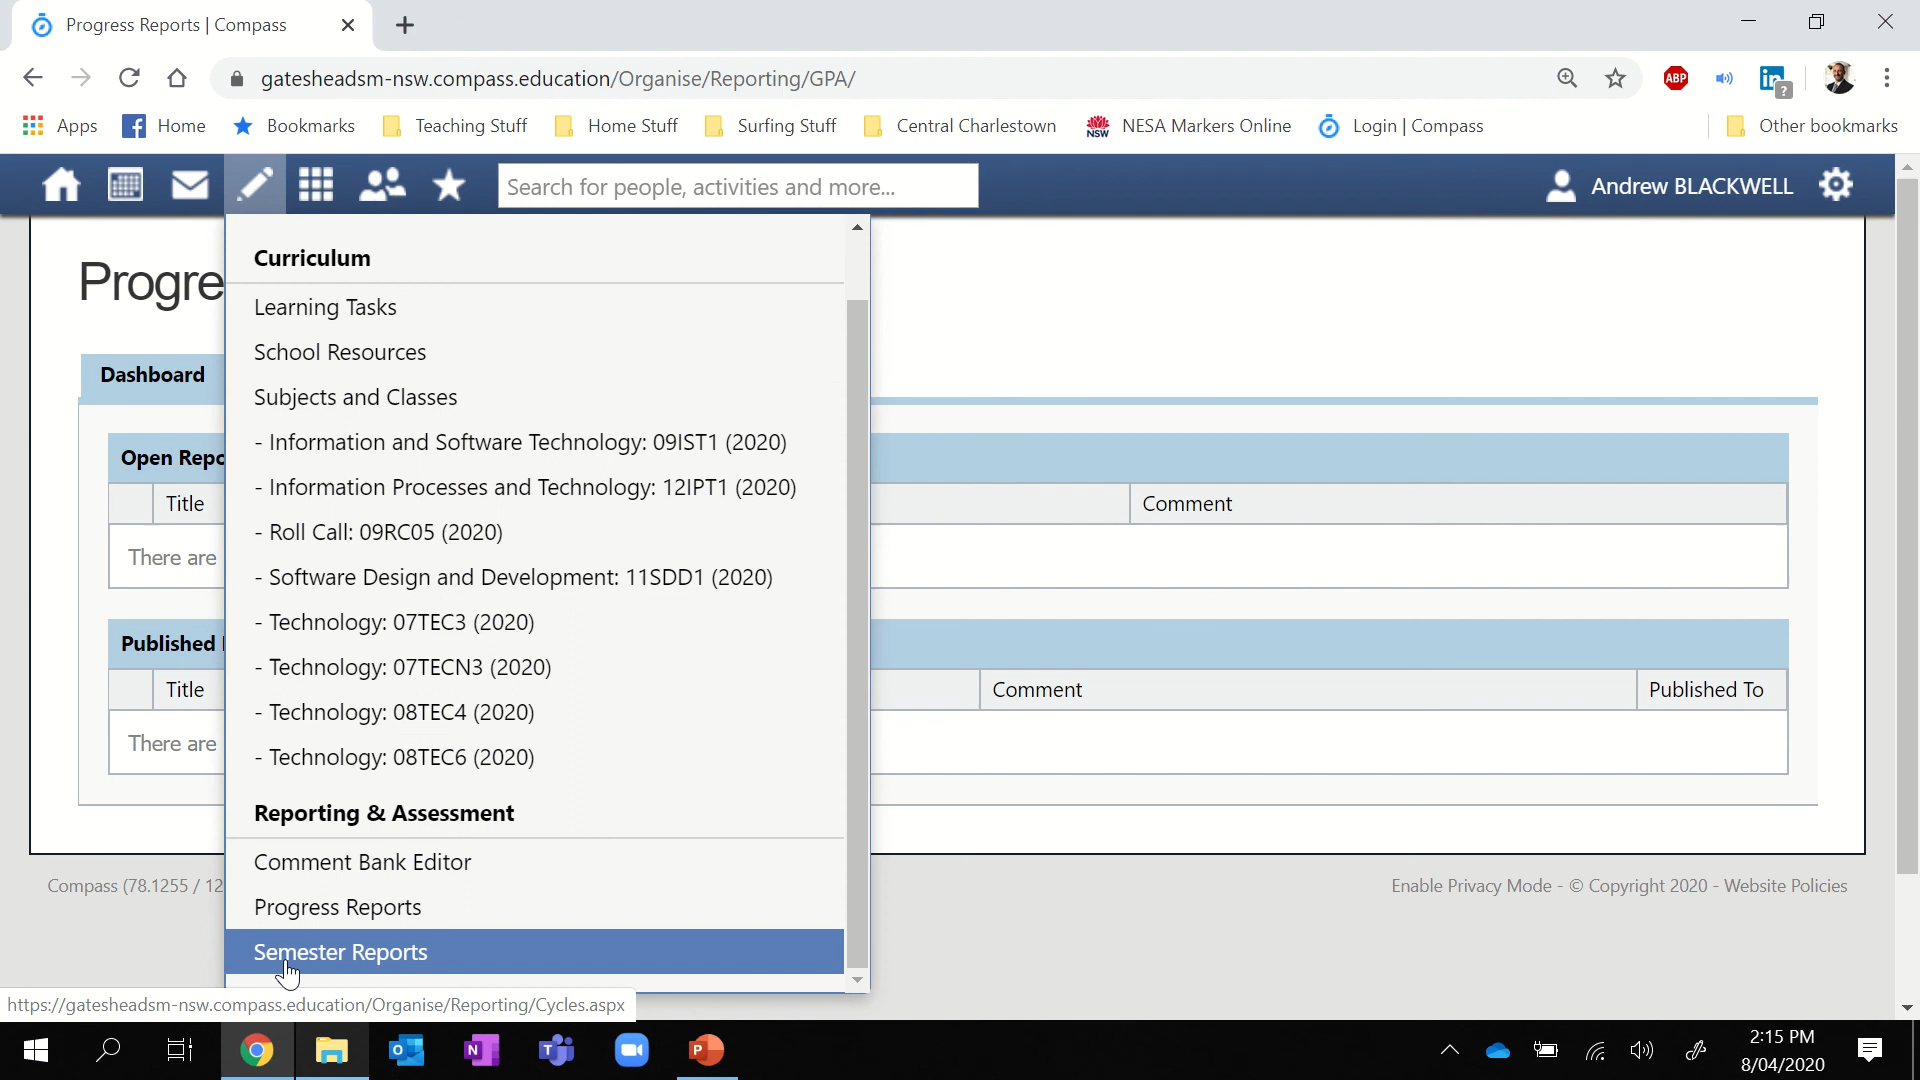 Progress Reports | Compass
gatesheadsm-nsw.compass.education/Organise/Reporting/GPA/
ABP
in
?
Apps
Home
Bookmarks
Teaching Stuff
Home Stuff
Surfing Stuff
Central Charlestown
NSW
NESA Markers Online
Login | Compass
Other bookmarks
Search for people, activities and more...
Andrew BLACKWELL
Progre
Curriculum
Learning Tasks
School Resources
Dashboard
Subjects and Classes
- Information and Software Technology: 09IST1 (2020)
Open Repo
- Information Processes and Technology: 12IPT1 (2020)
Title
Comment
- Roll Call: 09RC05 (2020)
There are
- Software Design and Development: 11SDD1 (2020)
- Technology: 07TEC3 (2020)
Published
- Technology: 07TECN3 (2020)
Title
Comment
Published To
- Technology: 08TEC4 (2020)
There are
- Technology: 08TEC6 (2020)
Reporting & Assessment
Comment Bank Editor
Compass (78.1255 / 12
Enable Privacy Mode - © Copyright 2020 - Website Policies
Progress Reports
Semester Reports
https://gatesheadsm-nsw.compass.education/Organise/Reporting/Cycles.aspx
2:15 PM
8/04/2020